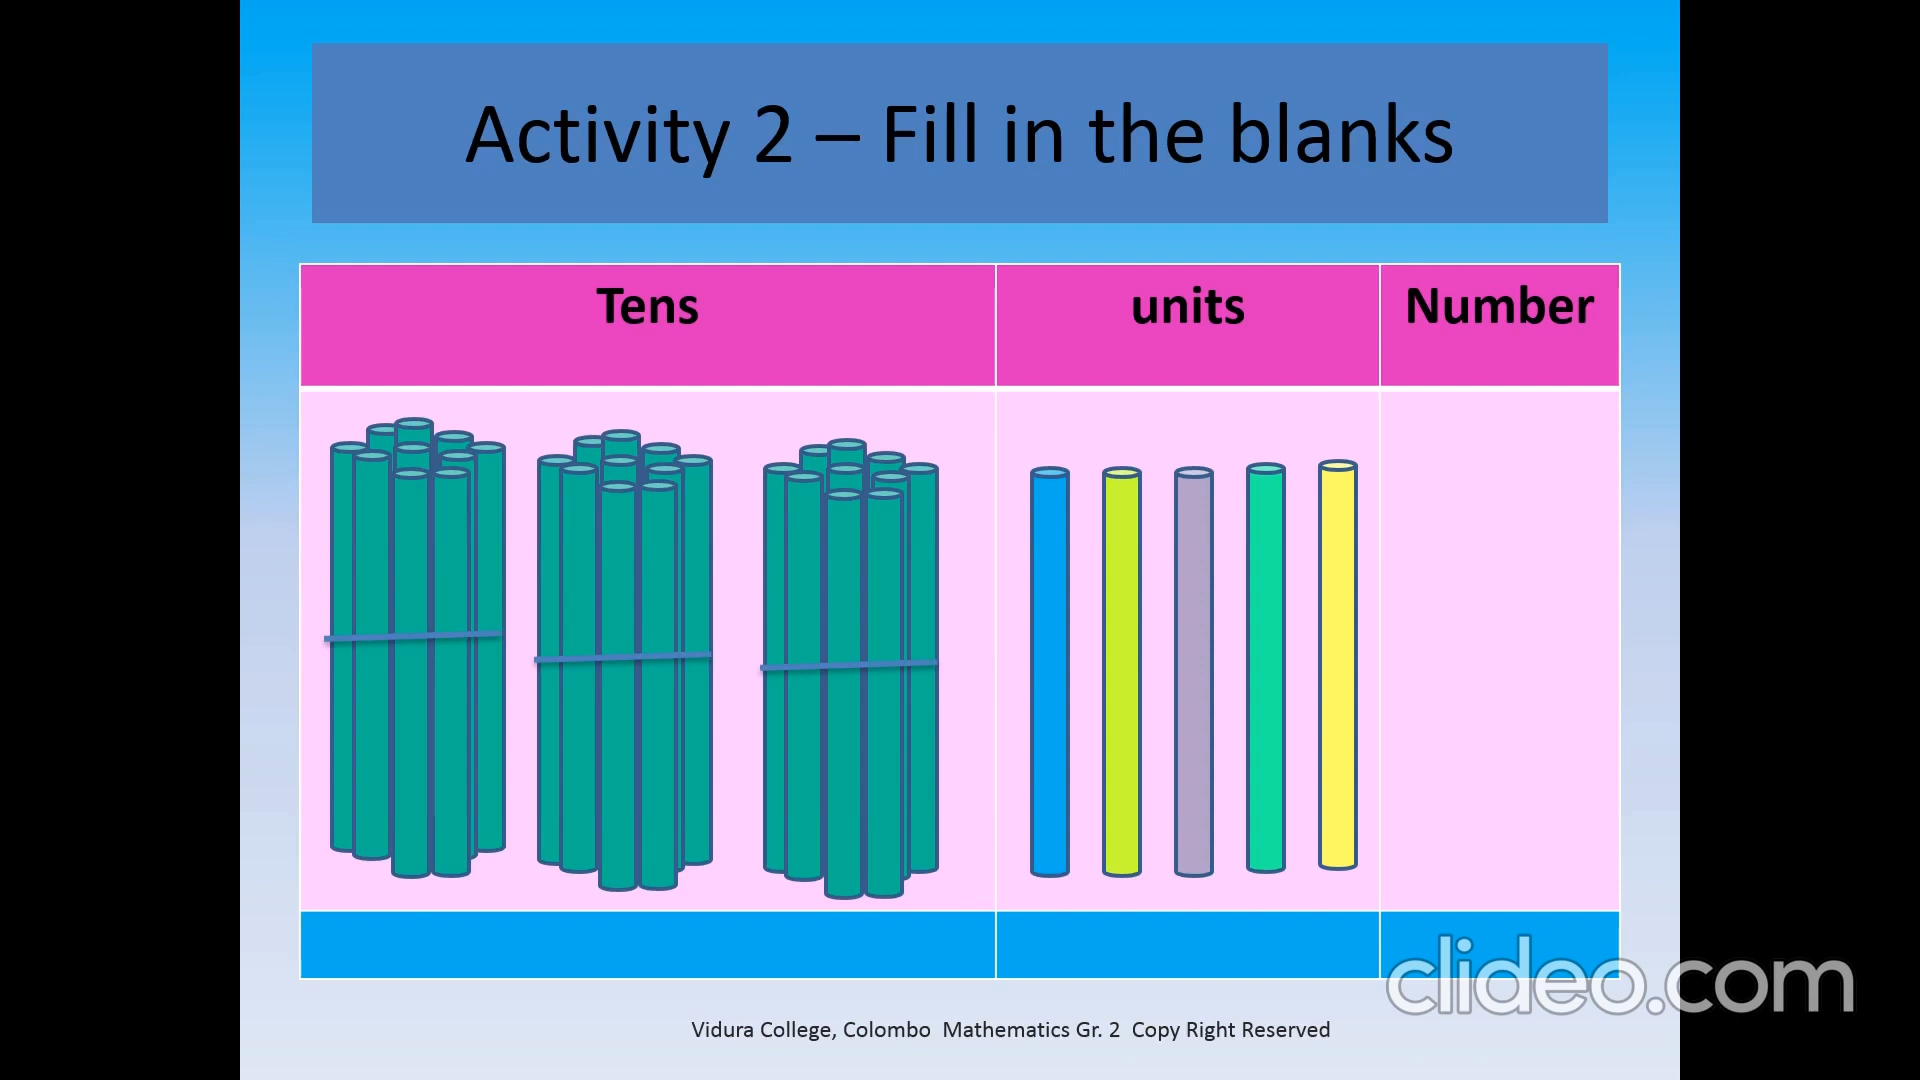 Activity 2 – Fill in the blanks
Tens units Number
clideo.com
Vidura College, Colombo Mathematics Gr. 2 Copy Right Reserved